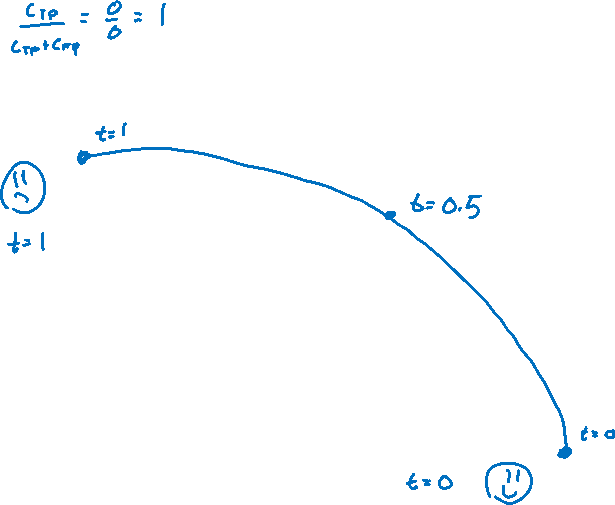 C_TP / (C_TP + C_FP) = 0/0 = 1
t=1
t=0.5
t=1
t=0
t=0